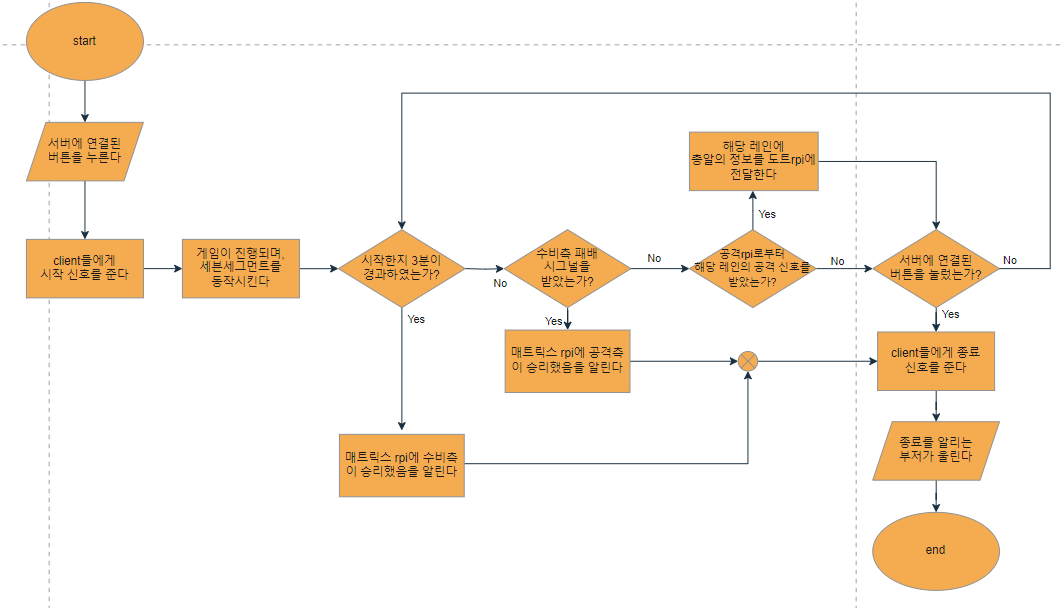 start
서버에 연결된
버튼을 누른다
client들에게
시작 신호를 준다
게임이 진행되며,
세븐세그먼트를
동작시킨다
시작한지 3분이
경과하였는가?
No
Yes
수비측 패배
시그널을
받았는가?
No
Yes
매트릭스 rpi에 공격측
이 승리했음을 알린다
매트릭스 rpi에 수비측
이 승리했음을 알린다
해당 레인에
총알의 정보를 도트rpi에
전달한다
Yes
공격rpi로부터
해당 레인의 공격 신호를
받았는가?
No
서버에 연결된
버튼을 눌렀는가?
No
Yes
client들에게 종료
신호를 준다
종료를 알리는
부저가 울린다
end